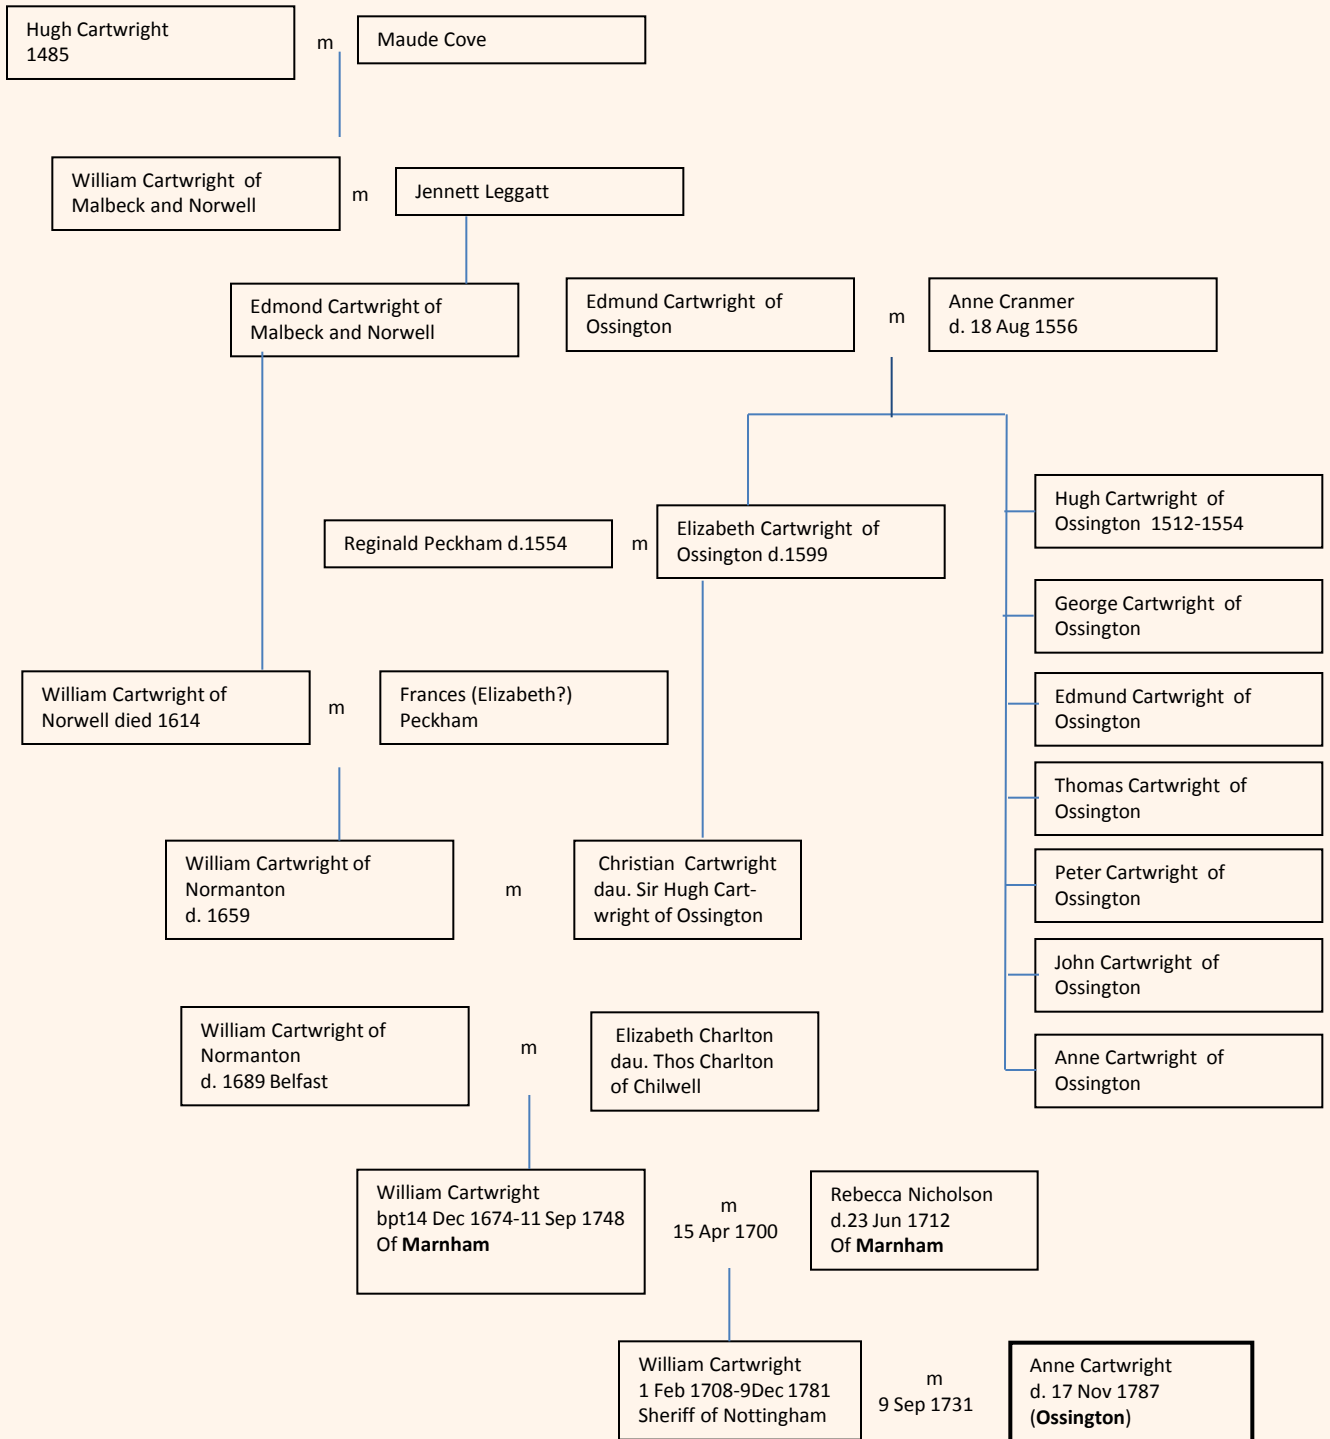 Hugh Cartwright
1485
m
Maude Cove
William Cartwright of
Malbeck and Norwell
m
Jennett Leggatt
Edmond Cartwright of
Malbeck and Norwell
Edmund Cartwright of
Ossington
m
Anne Cranmer
d. 18 Aug 1556
Reginald Peckham d.1554
m
Elizabeth Cartwright of
Ossington d.1599
Hugh Cartwright of
Ossington 1512-1554
George Cartwright of
Ossington
Edmund Cartwright of
Ossington
Thomas Cartwright of
Ossington
Peter Cartwright of
Ossington
John Cartwright of
Ossington
Anne Cartwright of
Ossington
William Cartwright of
Norwell died 1614
m
Frances (Elizabeth?)
Peckham
William Cartwright of
Normanton
d. 1659
m
Christian Cartwright
dau. Sir Hugh Cart-
wright of Ossington
William Cartwright of
Normanton
d. 1689 Belfast
m
Elizabeth Charlton
dau. Thos Charlton
of Chilwell
William Cartwright
bpt14 Dec 1674-11 Sep 1748
Of Marnham
m
15 Apr 1700
Rebecca Nicholson
d.23 Jun 1712
Of Marnham
William Cartwright
1 Feb 1708-9Dec 1781
Sheriff of Nottingham
m
9 Sep 1731
Anne Cartwright
d. 17 Nov 1787
(Ossington)